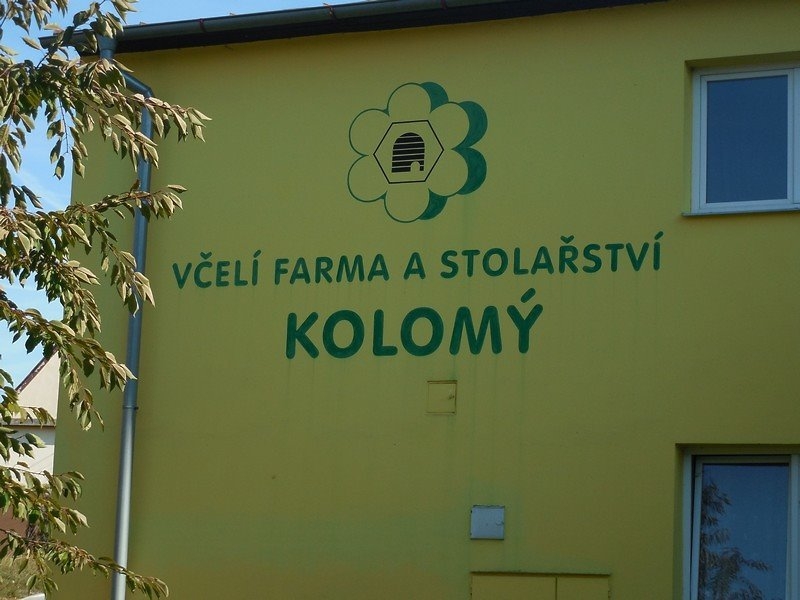 VČELÍ FARMA A STOLAŘSTVÍ
KOLOMÝ